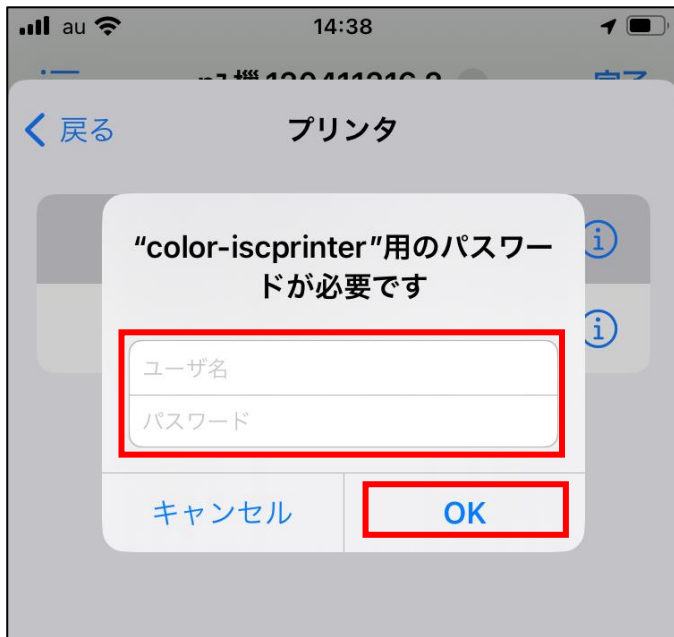 au 14:38
戻る プリンタ
“color-iscprinter”用のパスワー
ドが必要です
ユーザ名
パスワード
キャンセル OK